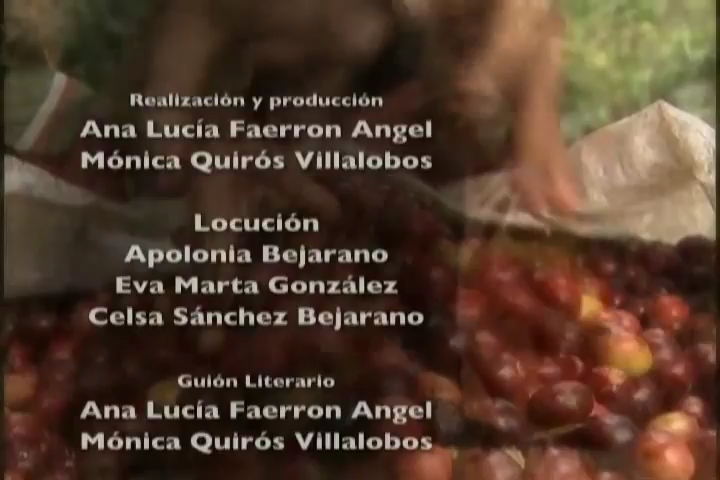 Realización y producción
Ana Lucía Faerron Angel
Mónica Quirós Villalobos
Locución
Apolonia Bejarano
Eva Marta González
Celsa Sánchez Bejarano
Guión Literario
Ana Lucía Faerron Angel
Mónica Quirós Villalobos